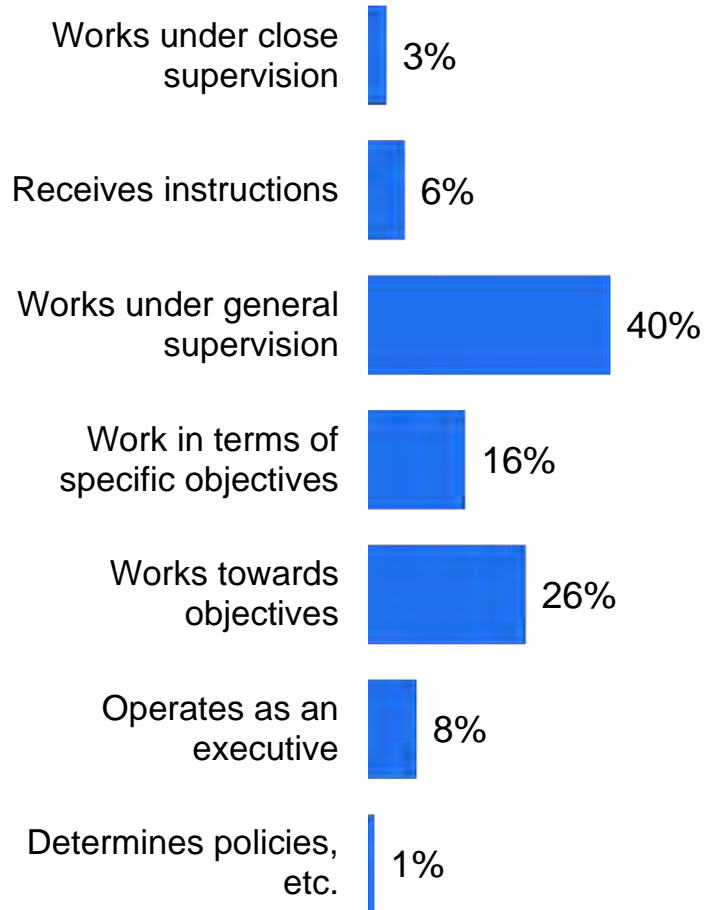 Works under close
supervision
3%
Receives instructions
6%
Works under general
supervision
40%
Work in terms of
specific objectives
16%
Works towards
objectives
26%
Operates as an
executive
8%
Determines policies,
etc.
1%